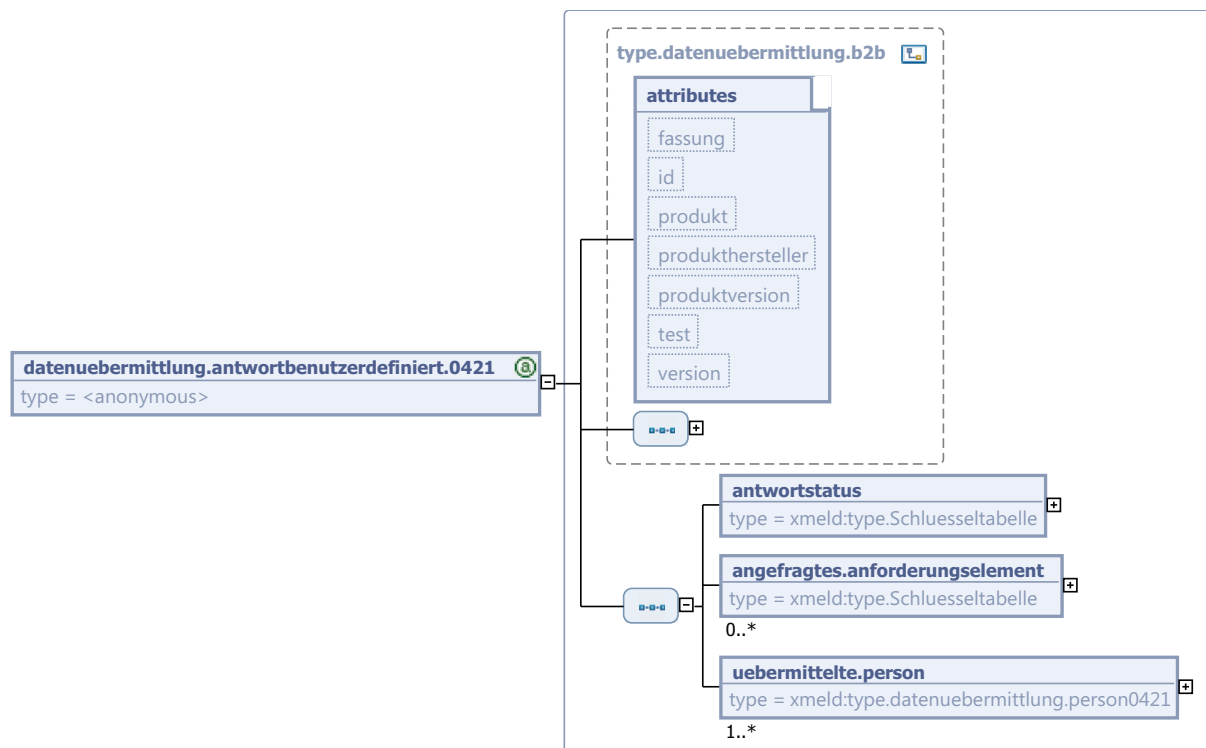 type.datenuebermittlung.b2b
attributes
fassung
id
produkt
produkthersteller
produktversion
test
version
datenuebermittlung.antwortbenutzerdefiniert.0421
type = <anonymous>
antwortstatus
type = xmeld:type.Schluesseltabelle
angefragtes.anforderungselement
type = xmeld:type.Schluesseltabelle
0..*
uebermittelte.person
type = xmeld:type.datenuebermittlung.person0421
1..*